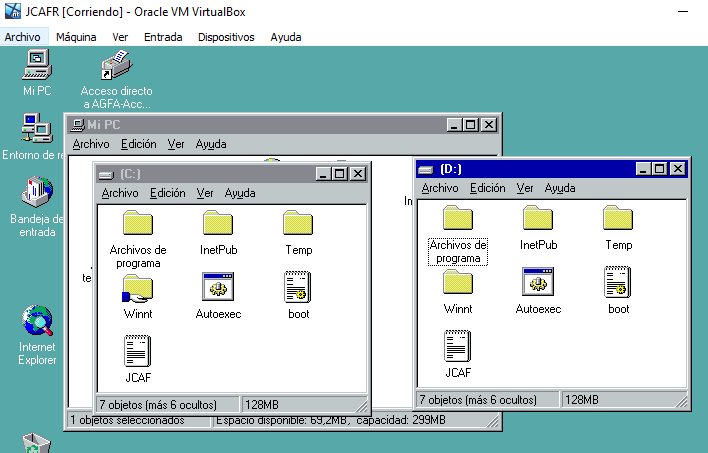 JCAFR [Corriendo] - Oracle VM VirtualBox
Archivo Máquina Ver Entrada Dispositivos Ayuda
Mi PC
Acceso directo
a AGFA-Acc...
Entorno de re
Bandeja de
entrada
Internet
Explorer
Mi PC
Archivo Edición Ver Ayuda
In
te
1 objetos seleccionados
Espacio disponible: 69,2MB, capacidad: 299MB
(C:)
Archivo Edición Ver Ayuda
Archivos de
programa
InetPub
Temp
Winnt
Autoexec
boot
JCAF
7 objetos (más 6 ocultos)
128MB
(D:)
Archivo Edición Ver Ayuda
Archivos de
programa
InetPub
Temp
Winnt
Autoexec
boot
JCAF
7 objetos (más 6 ocultos)
128MB